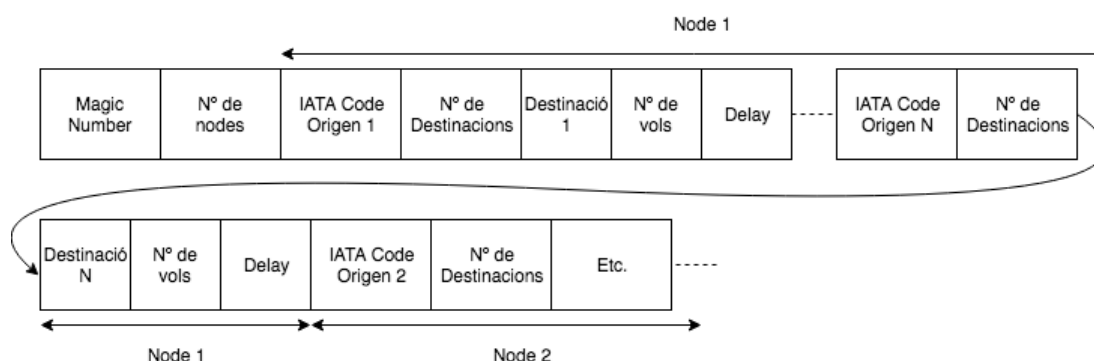 Node 1
Magic
Number
Nº de
nodes
IATA Code
Origen 1
Nº de
Destinacions
Destinació
1
Nº de
vols
Delay
IATA Code
Origen N
Nº de
Destinacions
Destinació
N
Nº de
vols
Delay
IATA Code
Origen 2
Nº de
Destinacions
Etc.
Node 1
Node 2